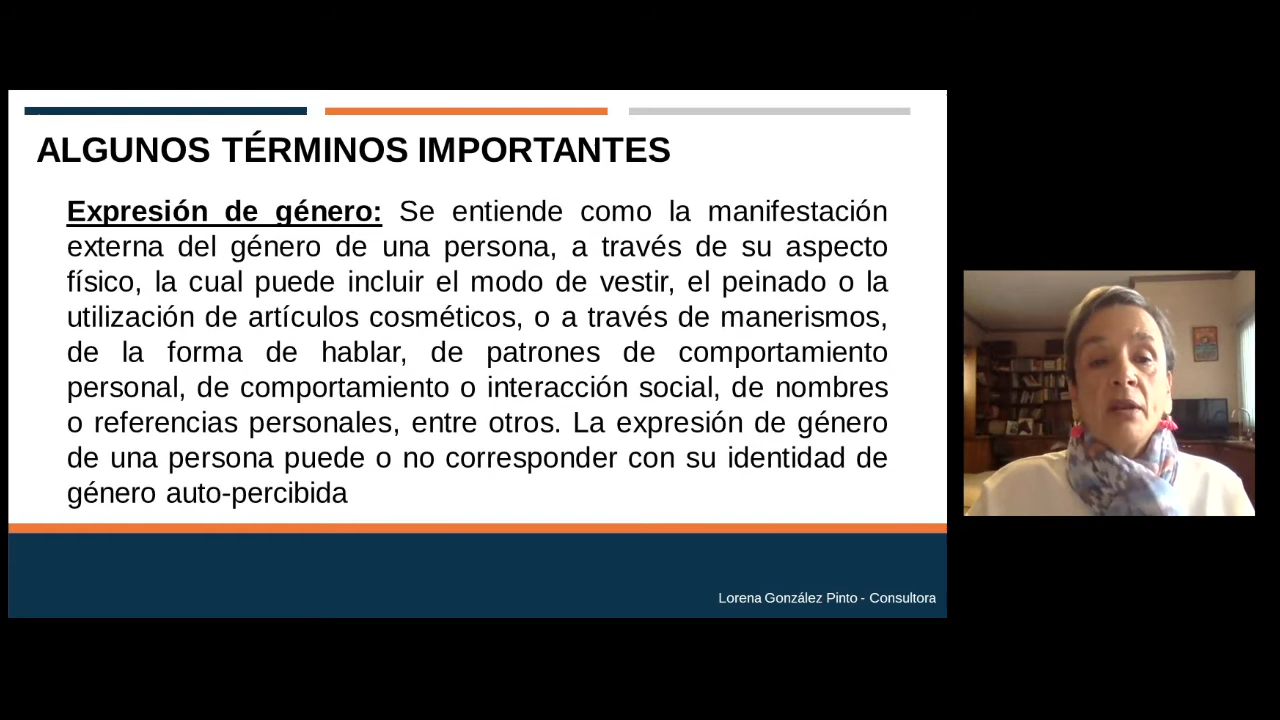 ALGUNOS TÉRMINOS IMPORTANTES
Expresión de género: Se entiende como la manifestación
externa del género de una persona, a través de su aspecto
físico, la cual puede incluir el modo de vestir, el peinado o la
utilización de artículos cosméticos, o a través de manerismos,
de la forma de hablar, de patrones de comportamiento
personal, de comportamiento o interacción social, de nombres
o referencias personales, entre otros. La expresión de género
de una persona puede o no corresponder con su identidad de
género auto-percibida
Lorena González Pinto - Consultora